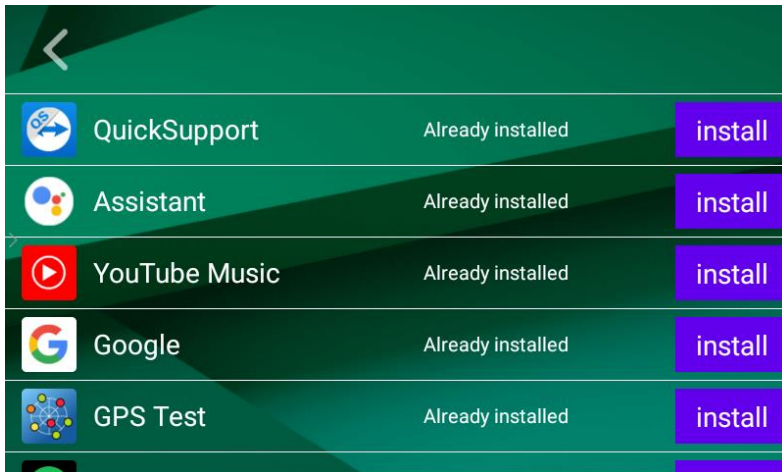 QS
QuickSupport Already installed install
Assistant Already installed install
YouTube Music Already installed install
Google Already installed install
GPS Test Already installed install